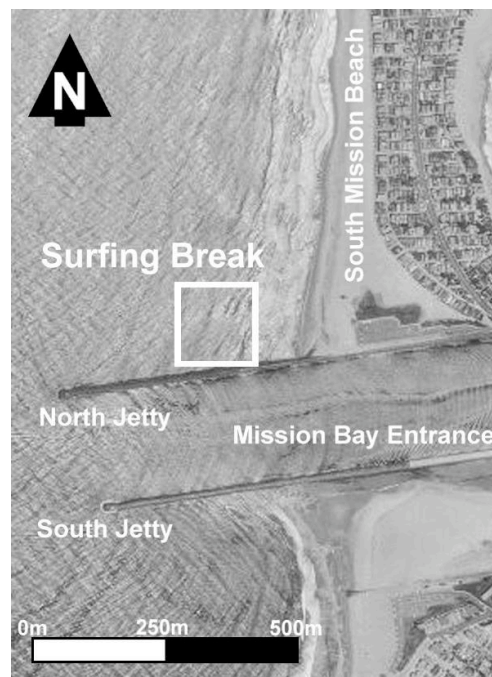 N
South Mission Beach
Surfing Break
North Jetty
Mission Bay Entrance
South Jetty
0m 250m 500m